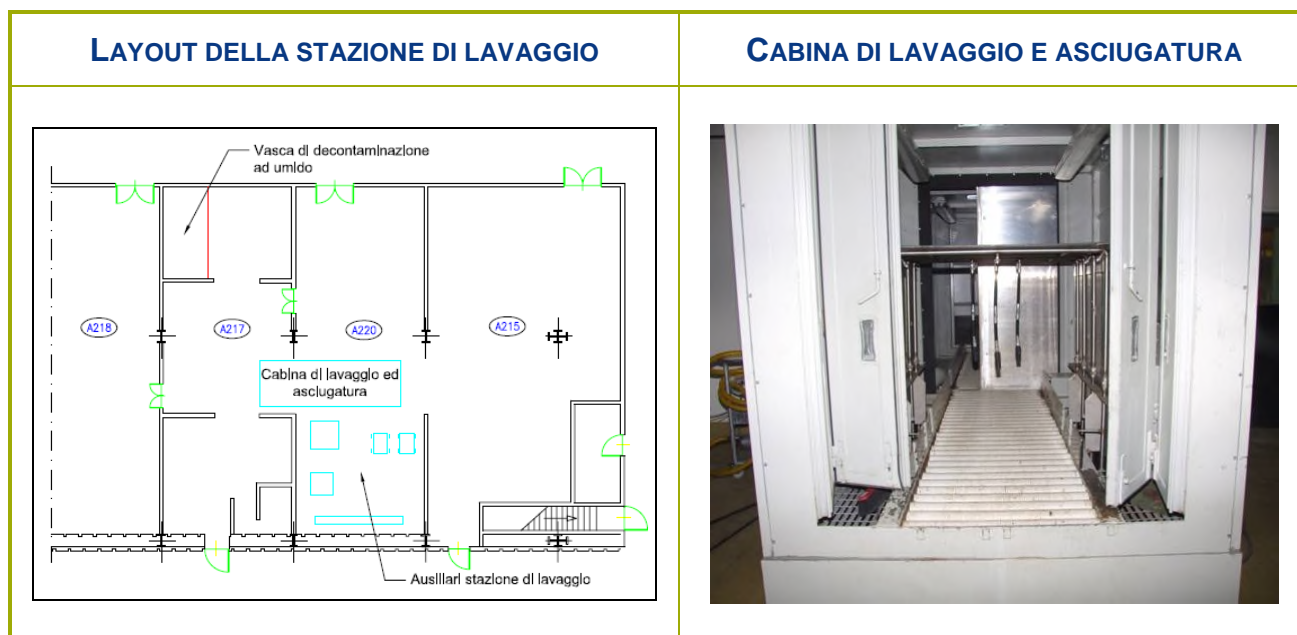 LAYOUT DELLA STAZIONE DI LAVAGGIO
CABINA DI LAVAGGIO E ASCIUGATURA
Vasca di decontaminazione
ad umido
A218
A217
A220
A215
Cabina di lavaggio ed
asciugatura
Ausiliari stazione di lavaggio